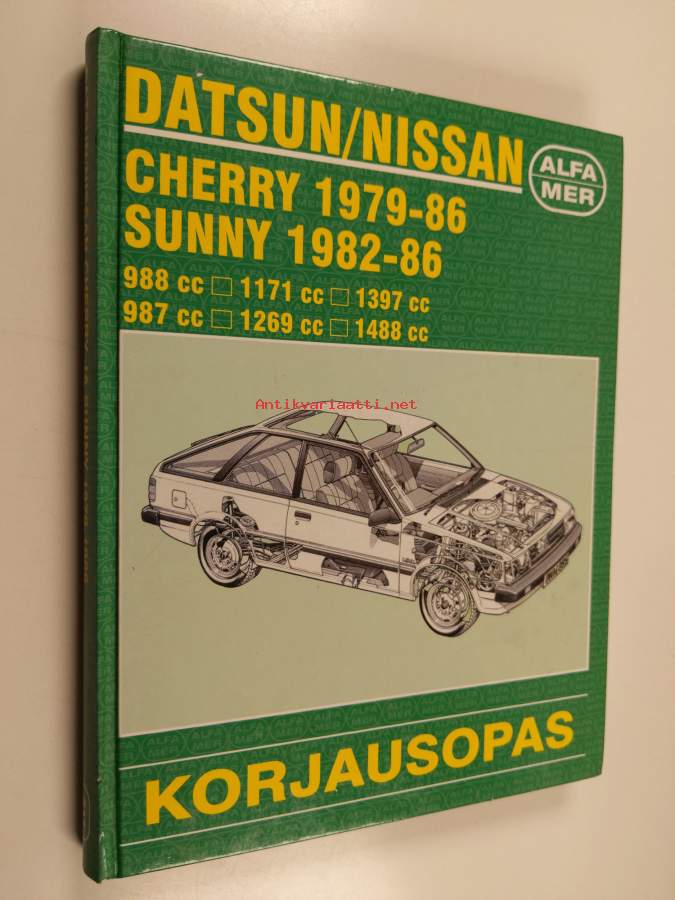 DATSUN/NISSAN
ALFA
MER
CHERRY 1979-86
SUNNY 1982-86
988 cc □ 1171 cc □ 1397 cc
987 cc □ 1269 cc □ 1488 cc
Antikvariaatti.net
KORJAUSOPAS